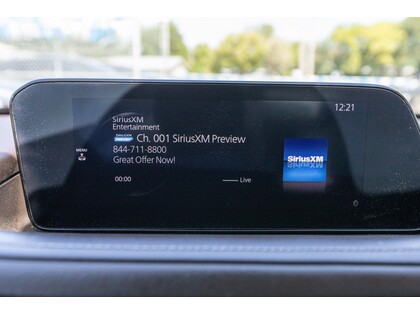 12:21
SiriusXM
Entertainment
Ch. 001 SiriusXM Preview
844-711-8800
Great Offer Now!
MENU
00:00
Live
SiriusXM